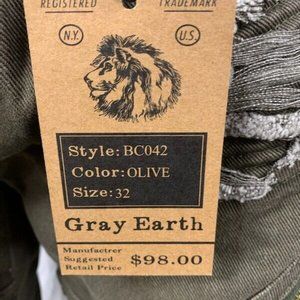 REGISTERED TRADEMARK
N.Y. U.S.
Style: BC042
Color: OLIVE
Size: 32
Gray Earth
Manufactrer
Suggested
Retail Price $98.00